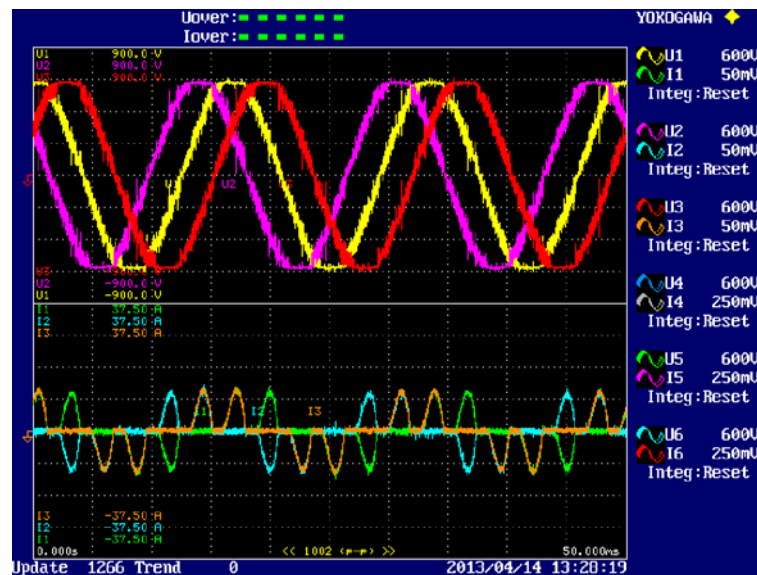 Uover:
Iover:
YOKOGAWA
U1 900.0 V
U2 900.0 V
U3 900.0 V
U1 U2 U3
U3 -900.0 V
U2 -900.0 V
U1 -900.0 V
I1 37.50 A
I2 37.50 A
I3 37.50 A
I1 I2 I3
I3 -37.50 A
I2 -37.50 A
I1 -37.50 A
0.000s << 1002 (p-p) >> 50.000ms
Update 1266 Trend 0 2013/04/14 13:28:19
U1 600V
I1 50mV
Integ:Reset
U2 600V
I2 50mV
Integ:Reset
U3 600V
I3 50mV
Integ:Reset
U4 600V
I4 250mV
Integ:Reset
U5 600V
I5 250mV
Integ:Reset
U6 600V
I6 250mV
Integ:Reset